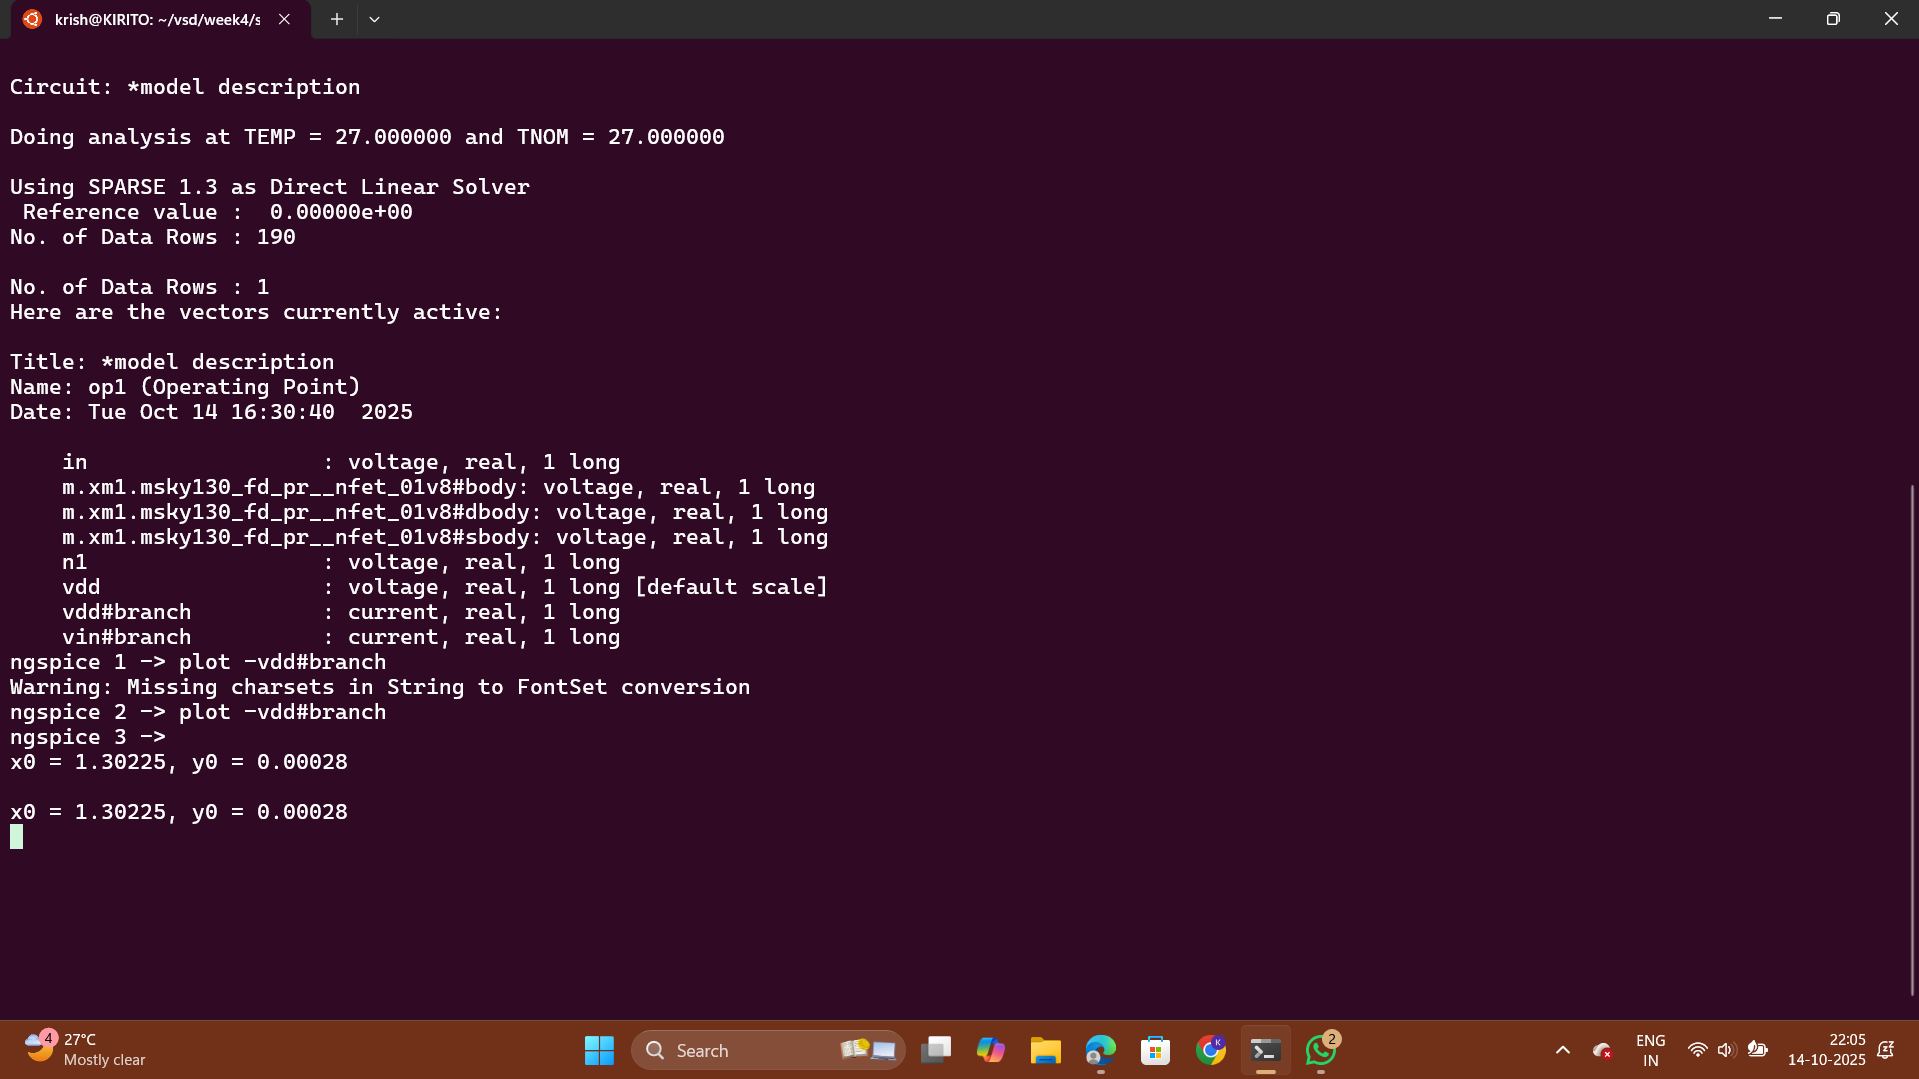 krish@KIRITO: ~/vsd/week4/s
Circuit: *model description
Doing analysis at TEMP = 27.000000 and TNOM = 27.000000
Using SPARSE 1.3 as Direct Linear Solver
Reference value :  0.00000e+00
No. of Data Rows : 190
No. of Data Rows : 1
Here are the vectors currently active:
Title: *model description
Name: op1 (Operating Point)
Date: Tue Oct 14 16:30:40  2025
in                  : voltage, real, 1 long
m.xm1.msky130_fd_pr__nfet_01v8#body: voltage, real, 1 long
m.xm1.msky130_fd_pr__nfet_01v8#dbody: voltage, real, 1 long
m.xm1.msky130_fd_pr__nfet_01v8#sbody: voltage, real, 1 long
n1                  : voltage, real, 1 long
vdd                 : voltage, real, 1 long [default scale]
vdd#branch          : current, real, 1 long
vin#branch          : current, real, 1 long
ngspice 1 -> plot -vdd#branch
Warning: Missing charsets in String to FontSet conversion
ngspice 2 -> plot -vdd#branch
ngspice 3 ->
x0 = 1.30225, y0 = 0.00028
x0 = 1.30225, y0 = 0.00028
4
27°C
Mostly clear
Search
K
2
ENG
IN
22:05
14-10-2025